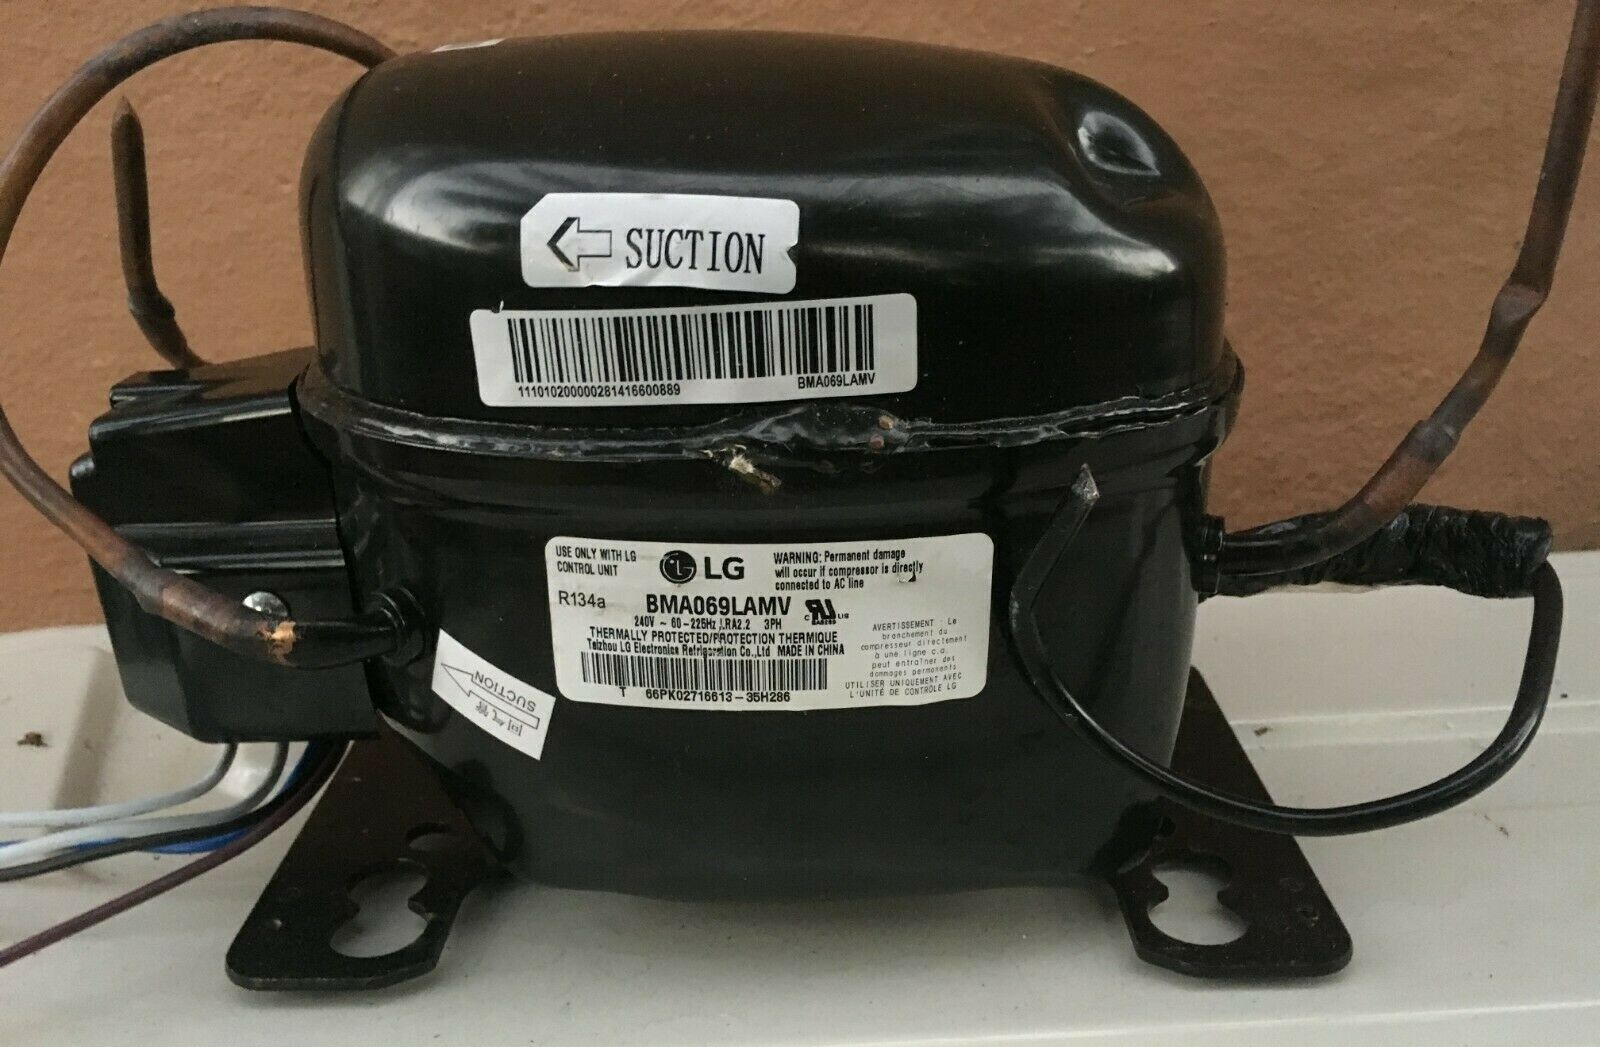 SUCTION
11101020000028141660​0889 BMA069LAMV
USE ONLY WITH LG
CONTROL UNIT
LG
WARNING: Permanent damage
will occur if compressor is directly
connected to AC line
R134a
BMA069LAMV
240V ~ 60-225Hz LRA2.2 3PH
THERMALLY PROTECTED/PROTECTION THERMIQUE
Taizhou LG Electronics Refrigeration Co.,Ltd MADE IN CHINA
AVERTISSEMENT : Le
branchement du
compresseur directement
à une ligne c.a.
peut entraîner des
dommages permanents
UTILISER UNIQUEMENT AVEC
L'UNITÉ DE CONTRÔLE LG
T 66PK02716613-35H286
SUCTION